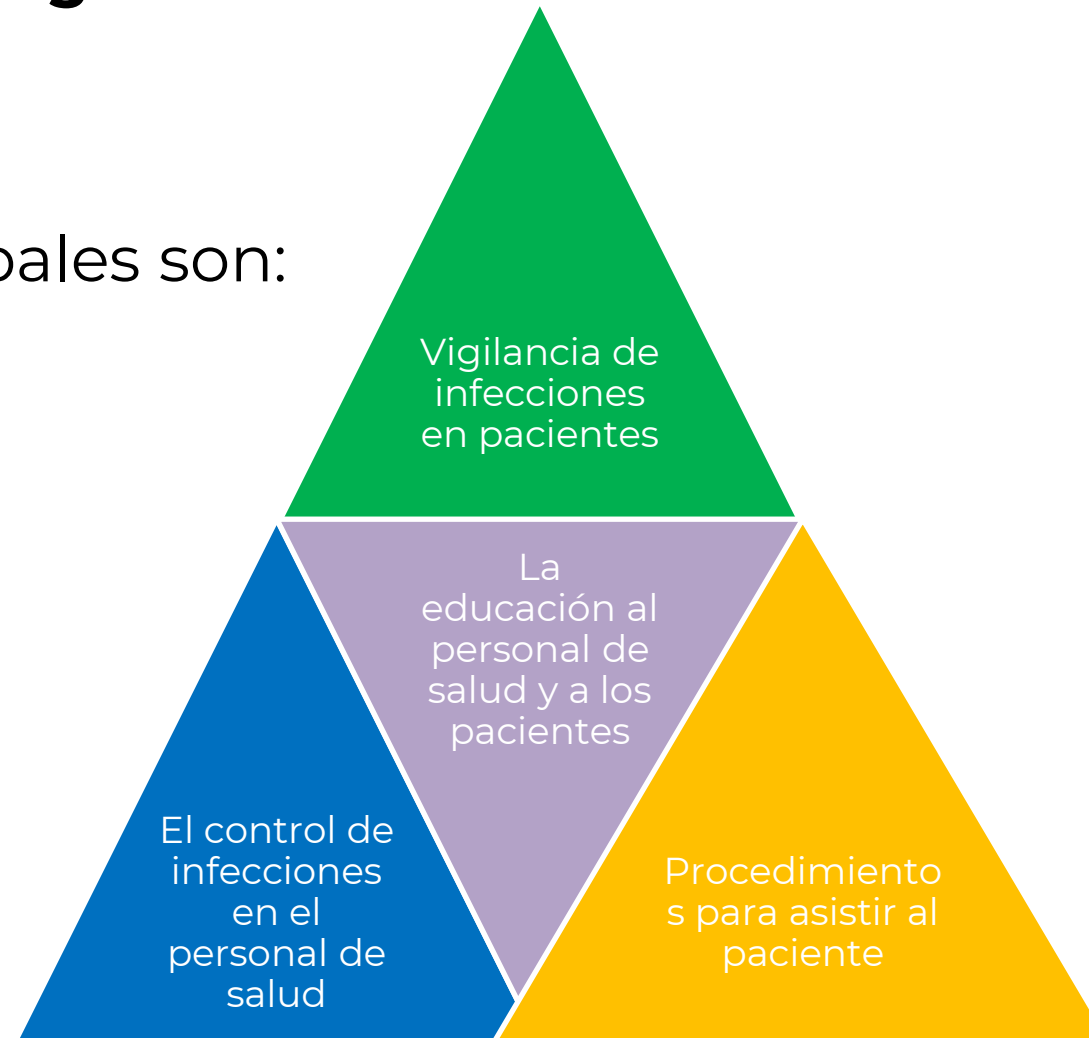 g
pales son:
Vigilancia de
infecciones
en pacientes
La
educación al
personal de
salud y a los
pacientes
El control de
infecciones
en el
personal de
salud
Procedimiento
s para asistir al
paciente